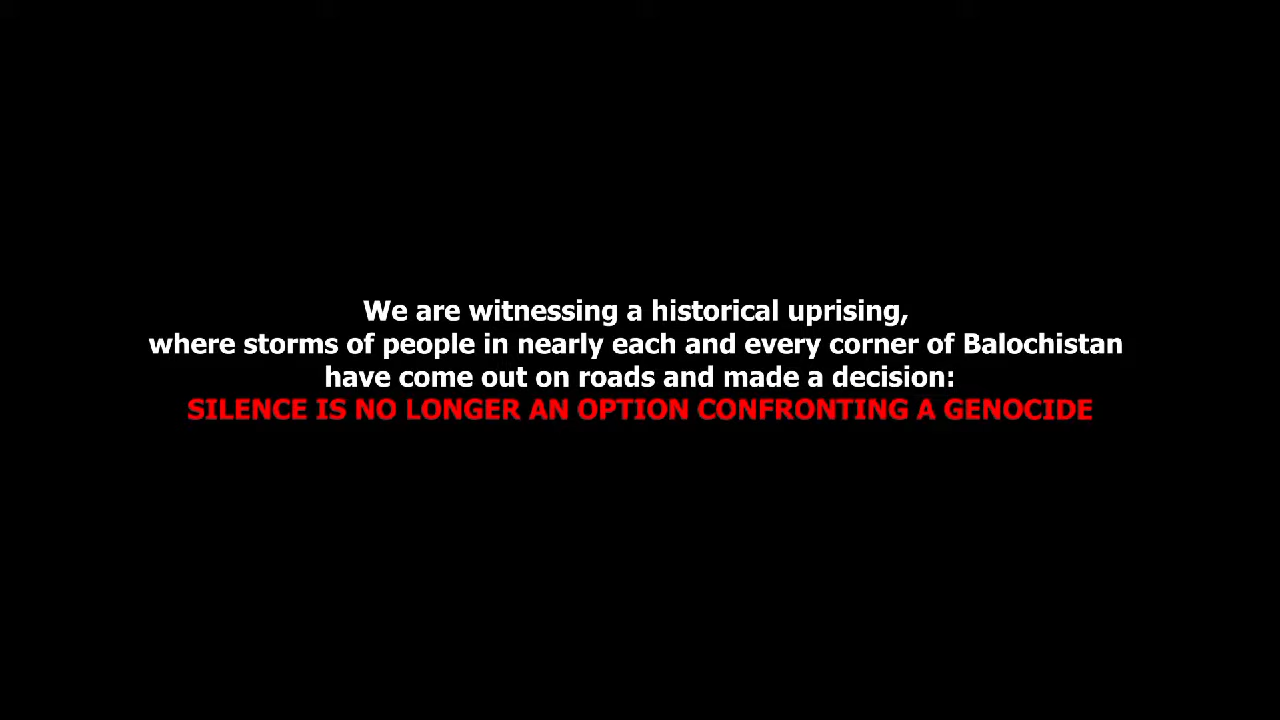 We are witnessing a historical uprising,
where storms of people in nearly each and every corner of Balochistan
have come out on roads and made a decision:
SILENCE IS NO LONGER AN OPTION CONFRONTING A GENOCIDE